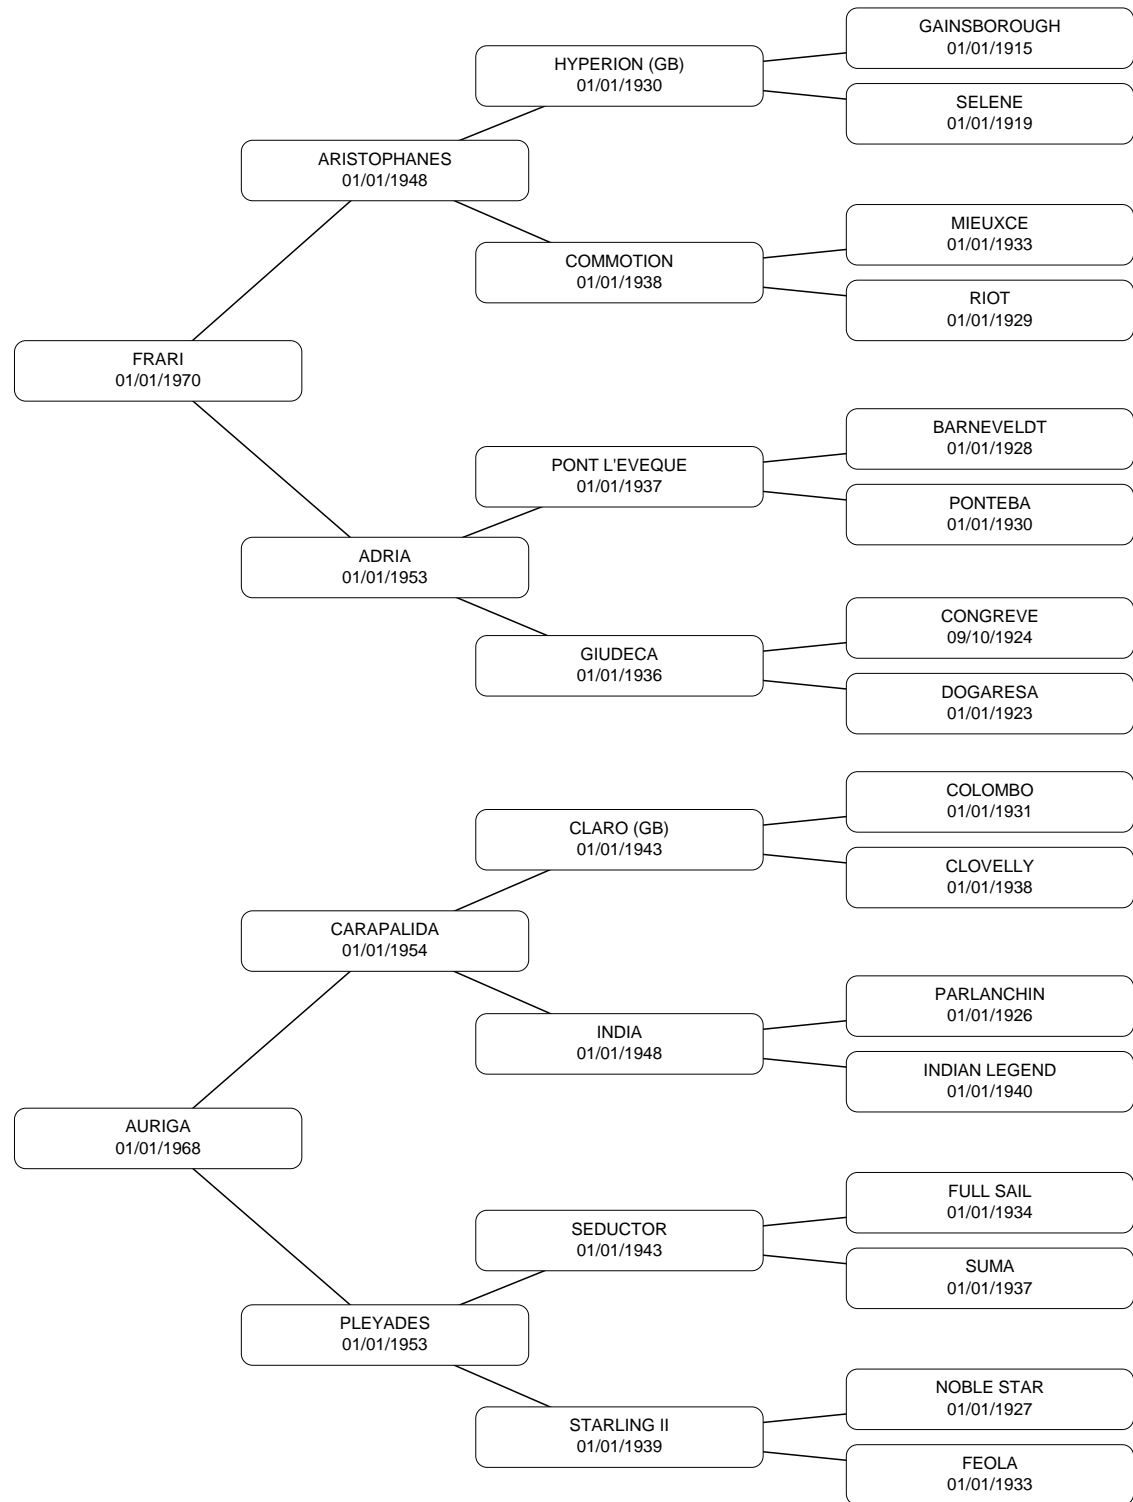 GAINSBOROUGH
01/01/1915
HYPERION (GB)
01/01/1930
SELENE
01/01/1919
ARISTOPHANES
01/01/1948
MIEUXCE
01/01/1933
COMMOTION
01/01/1938
RIOT
01/01/1929
FRARI
01/01/1970
BARNEVELDT
01/01/1928
PONT L'EVEQUE
01/01/1937
PONTEBA
01/01/1930
ADRIA
01/01/1953
CONGREVE
09/10/1924
GIUDECA
01/01/1936
DOGARESA
01/01/1923
COLOMBO
01/01/1931
CLARO (GB)
01/01/1943
CLOVELLY
01/01/1938
CARAPALIDA
01/01/1954
PARLANCHIN
01/01/1926
INDIA
01/01/1948
INDIAN LEGEND
01/01/1940
AURIGA
01/01/1968
FULL SAIL
01/01/1934
SEDUCTOR
01/01/1943
SUMA
01/01/1937
PLEYADES
01/01/1953
NOBLE STAR
01/01/1927
STARLING II
01/01/1939
FEOLA
01/01/1933